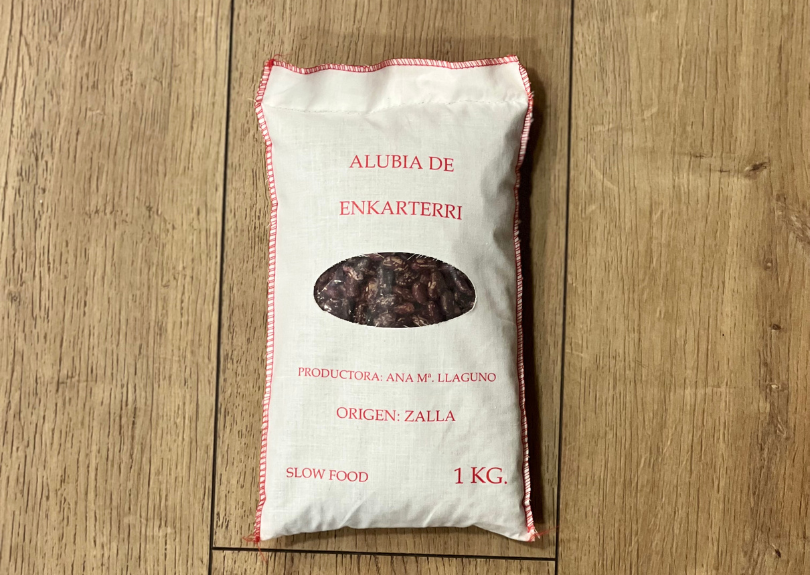 ALUBIA DE
ENKARTERRI
PRODUCTORA: ANA Mª. LLAGUNO
ORIGEN: ZALLA
SLOW FOOD 1 KG.